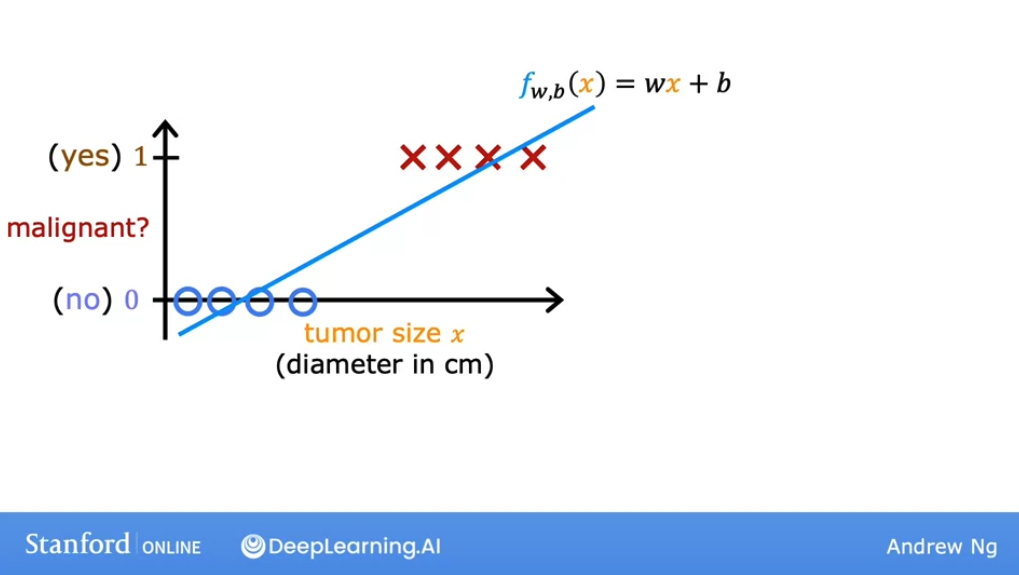 f_{w,b}(x) = wx + b
(yes) 1
malignant?
(no) 0
tumor size x
(diameter in cm)
Stanford ONLINE
DeepLearning.AI
Andrew Ng